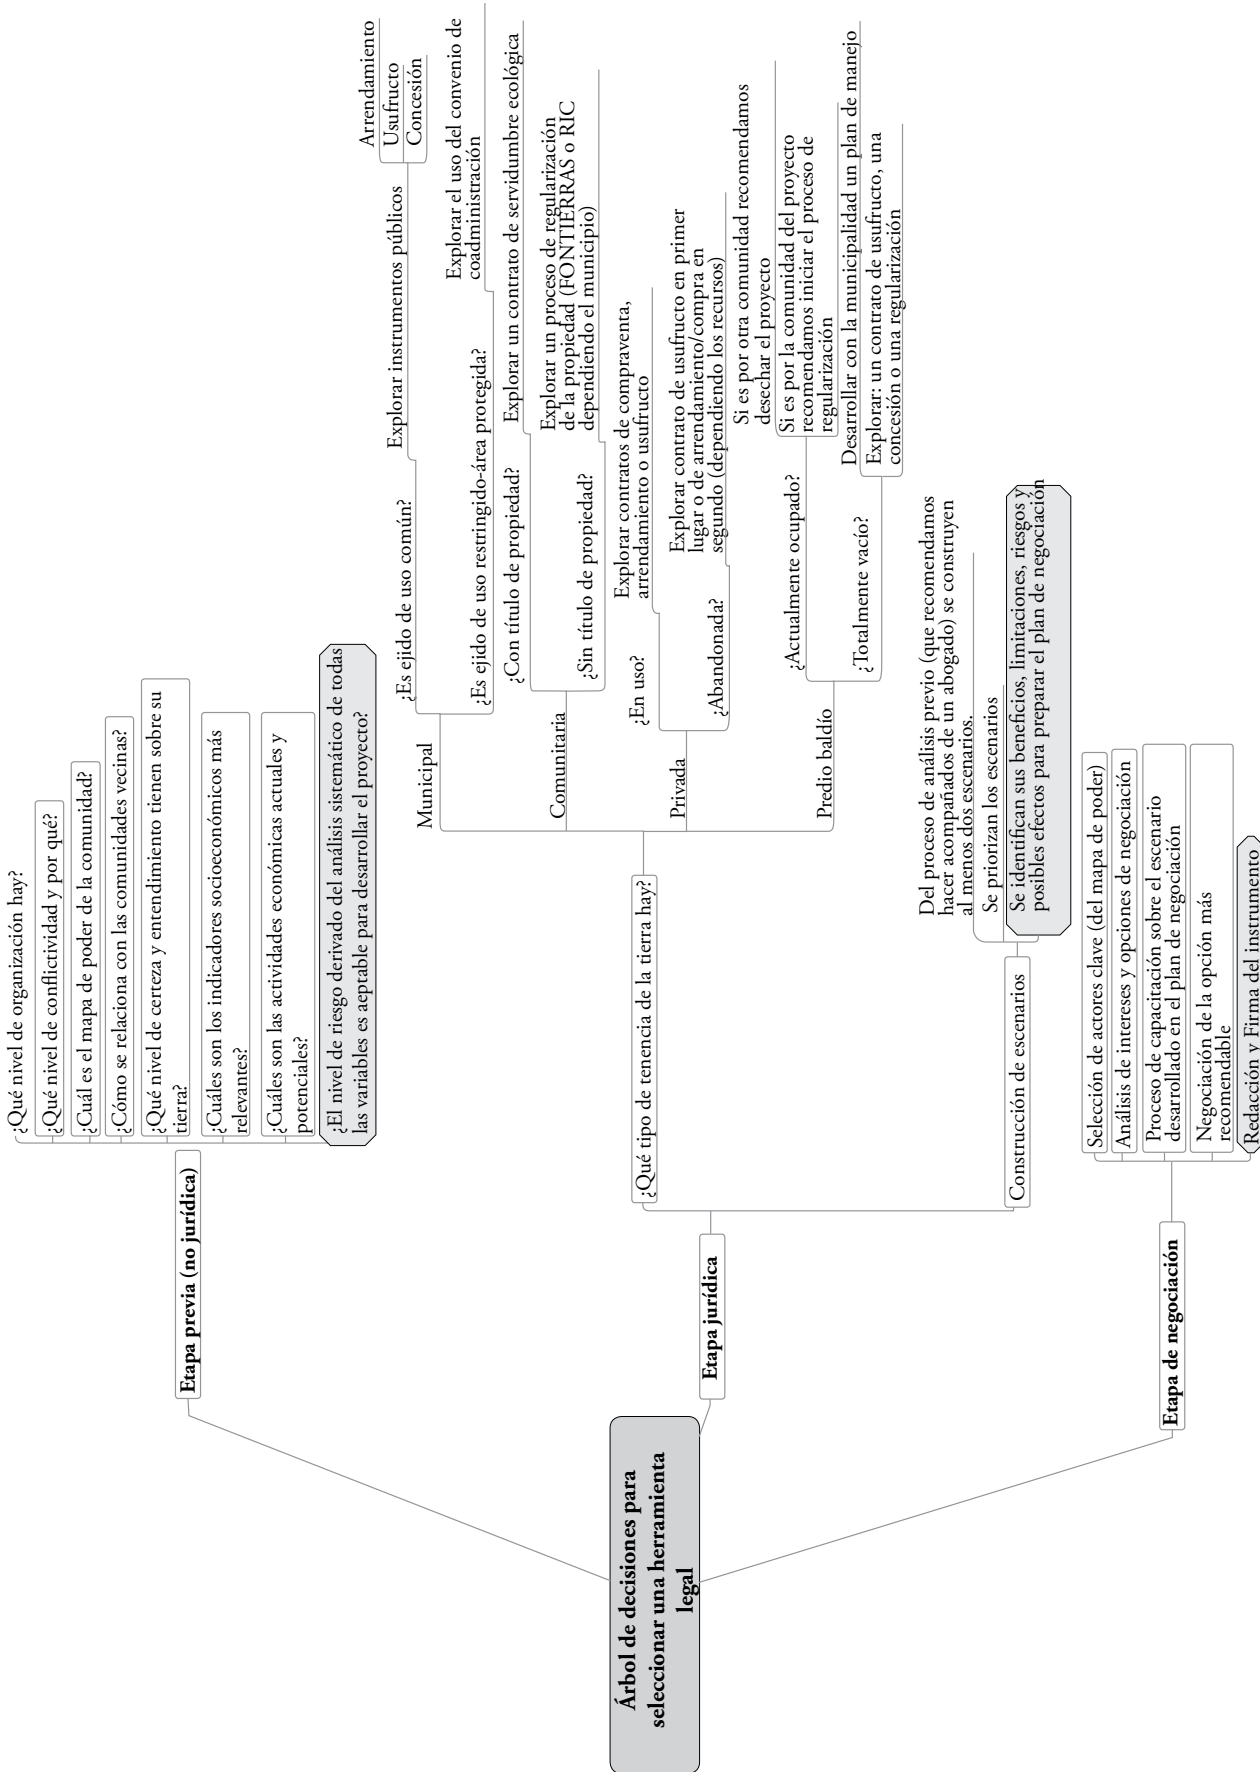 Árbol de decisiones para
seleccionar una herramienta
legal
Etapa previa (no jurídica)
¿Qué nivel de organización hay?
¿Qué nivel de conflictividad y por qué?
¿Cuál es el mapa de poder de la comunidad?
¿Cómo se relaciona con las comunidades vecinas?
¿Qué nivel de certeza y entendimiento tienen sobre su
tierra?
¿Cuáles son los indicadores socioeconómicos más
relevantes?
¿Cuáles son las actividades económicas actuales y
potenciales?
¿El nivel de riesgo derivado del análisis sistemático de todas
las variables es aeptable para desarrollar el proyecto?
Etapa jurídica
¿Qué tipo de tenencia de la tierra hay?
Municipal
¿Es ejido de uso común?
Explorar instrumentos públicos
Arrendamiento
Usufructo
Concesión
¿Es ejido de uso restringido-área protegida?
Explorar el uso del convenio de
coadministración
Comunitaria
¿Con título de propiedad?
Explorar un contrato de servidumbre ecológica
¿Sin título de propiedad?
Explorar un proceso de regularización
de la propiedad (FONTIERRAS o RIC
dependiendo el municipio)
Privada
¿En uso?
Explorar contratos de compraventa,
arrendamiento o usufructo
¿Abandonada?
Explorar contrato de usufructo en primer
lugar o de arrendamiento/compra en
segundo (dependiendo los recursos)
Predio baldío
¿Actualmente ocupado?
Si es por otra comunidad recomendamos
desechar el proyecto
Si es por la comunidad del proyecto
recomendamos iniciar el proceso de
regularización
¿Totalmente vacío?
Desarrollar con la municipalidad un plan de manejo
Explorar: un contrato de usufructo, una
concesión o una regularización
Construcción de escenarios
Del proceso de análisis previo (que recomendamos
hacer acompañados de un abogado) se construyen
al menos dos escenarios.
Se priorizan los escenarios
Se identifican sus beneficios, limitaciones, riesgos y
posibles efectos para preparar el plan de negociación
Etapa de negociación
Selección de actores clave (del mapa de poder)
Análisis de intereses y opciones de negociación
Proceso de capacitación sobre el escenario
desarrollado en el plan de negociación
Negociación de la opción más
recomendable
Redacción y Firma del instrumento